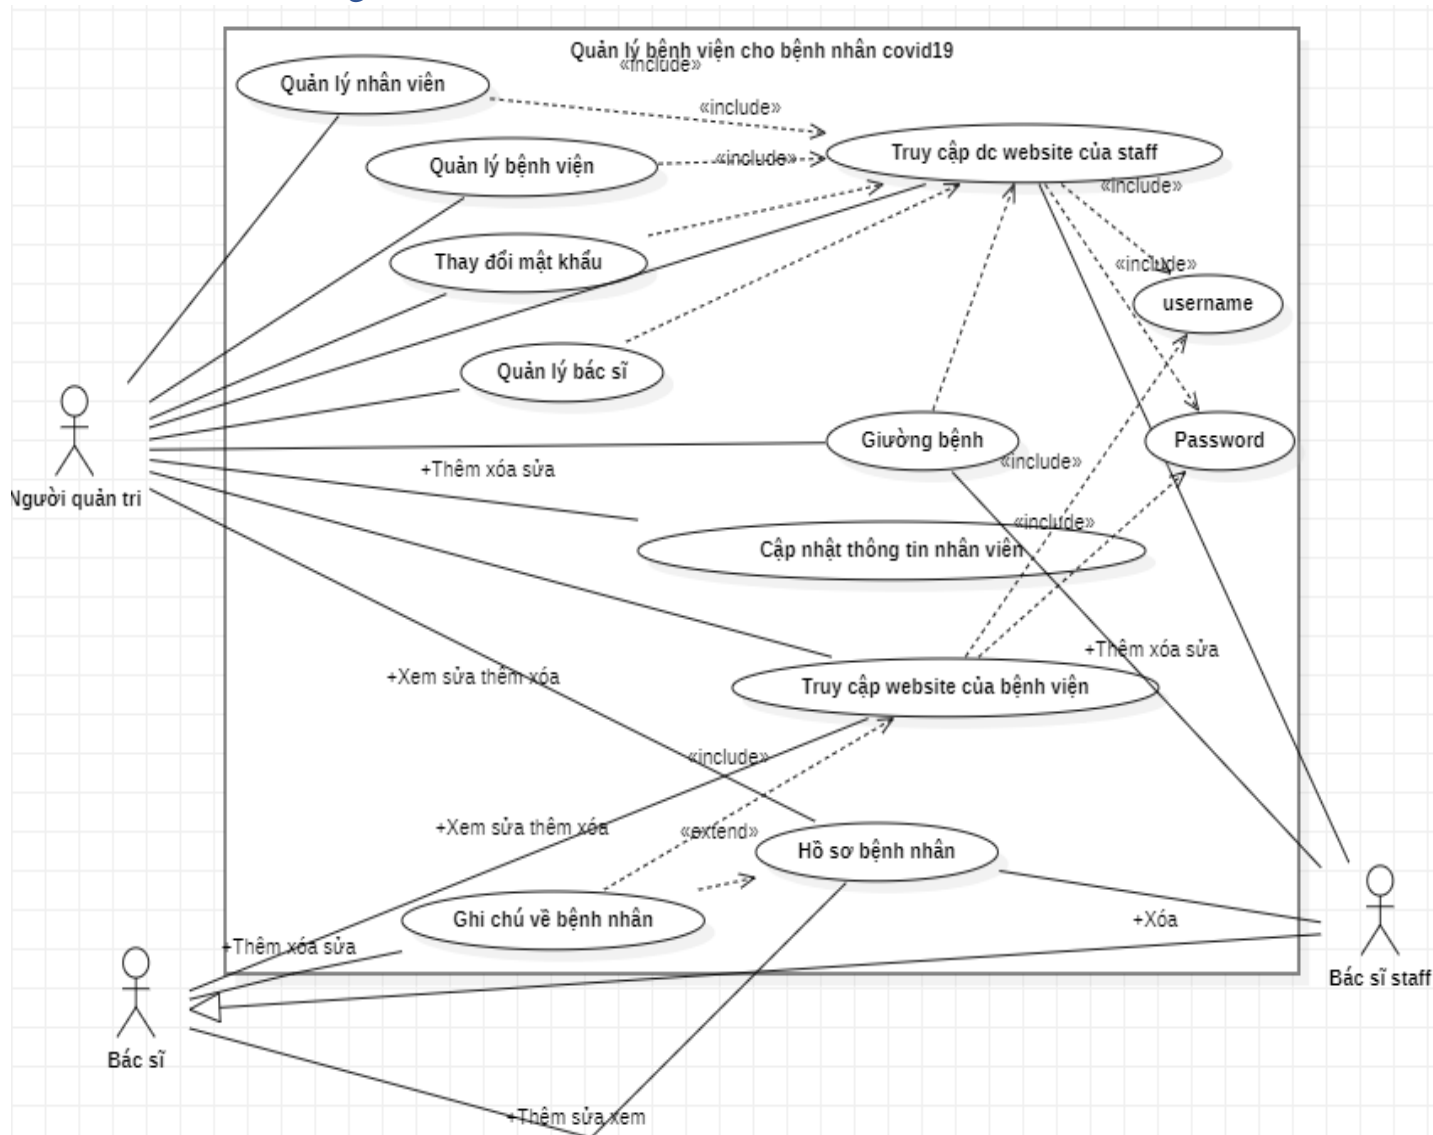 Quản lý bệnh viện cho bệnh nhân covid19
«include»
Quản lý nhân viên
«include»
Quản lý bệnh viện
«include»
Truy cập dc website của staff
«include»
Thay đổi mật khẩu
«include»
username
Quản lý bác sĩ
Giường bệnh
Password
+Thêm xóa sửa
«include»
Người quản tri
«include»
Cập nhật thông tin nhân viên
+Thêm xóa sửa
+Xem sửa thêm xóa
Truy cập website của bệnh viện
«include»
+Xem sửa thêm xóa
«extend»
Hồ sơ bệnh nhân
Ghi chú về bệnh nhân
+Xóa
+Thêm xóa sửa
Bác sĩ staff
Bác sĩ
+Thêm sửa xem